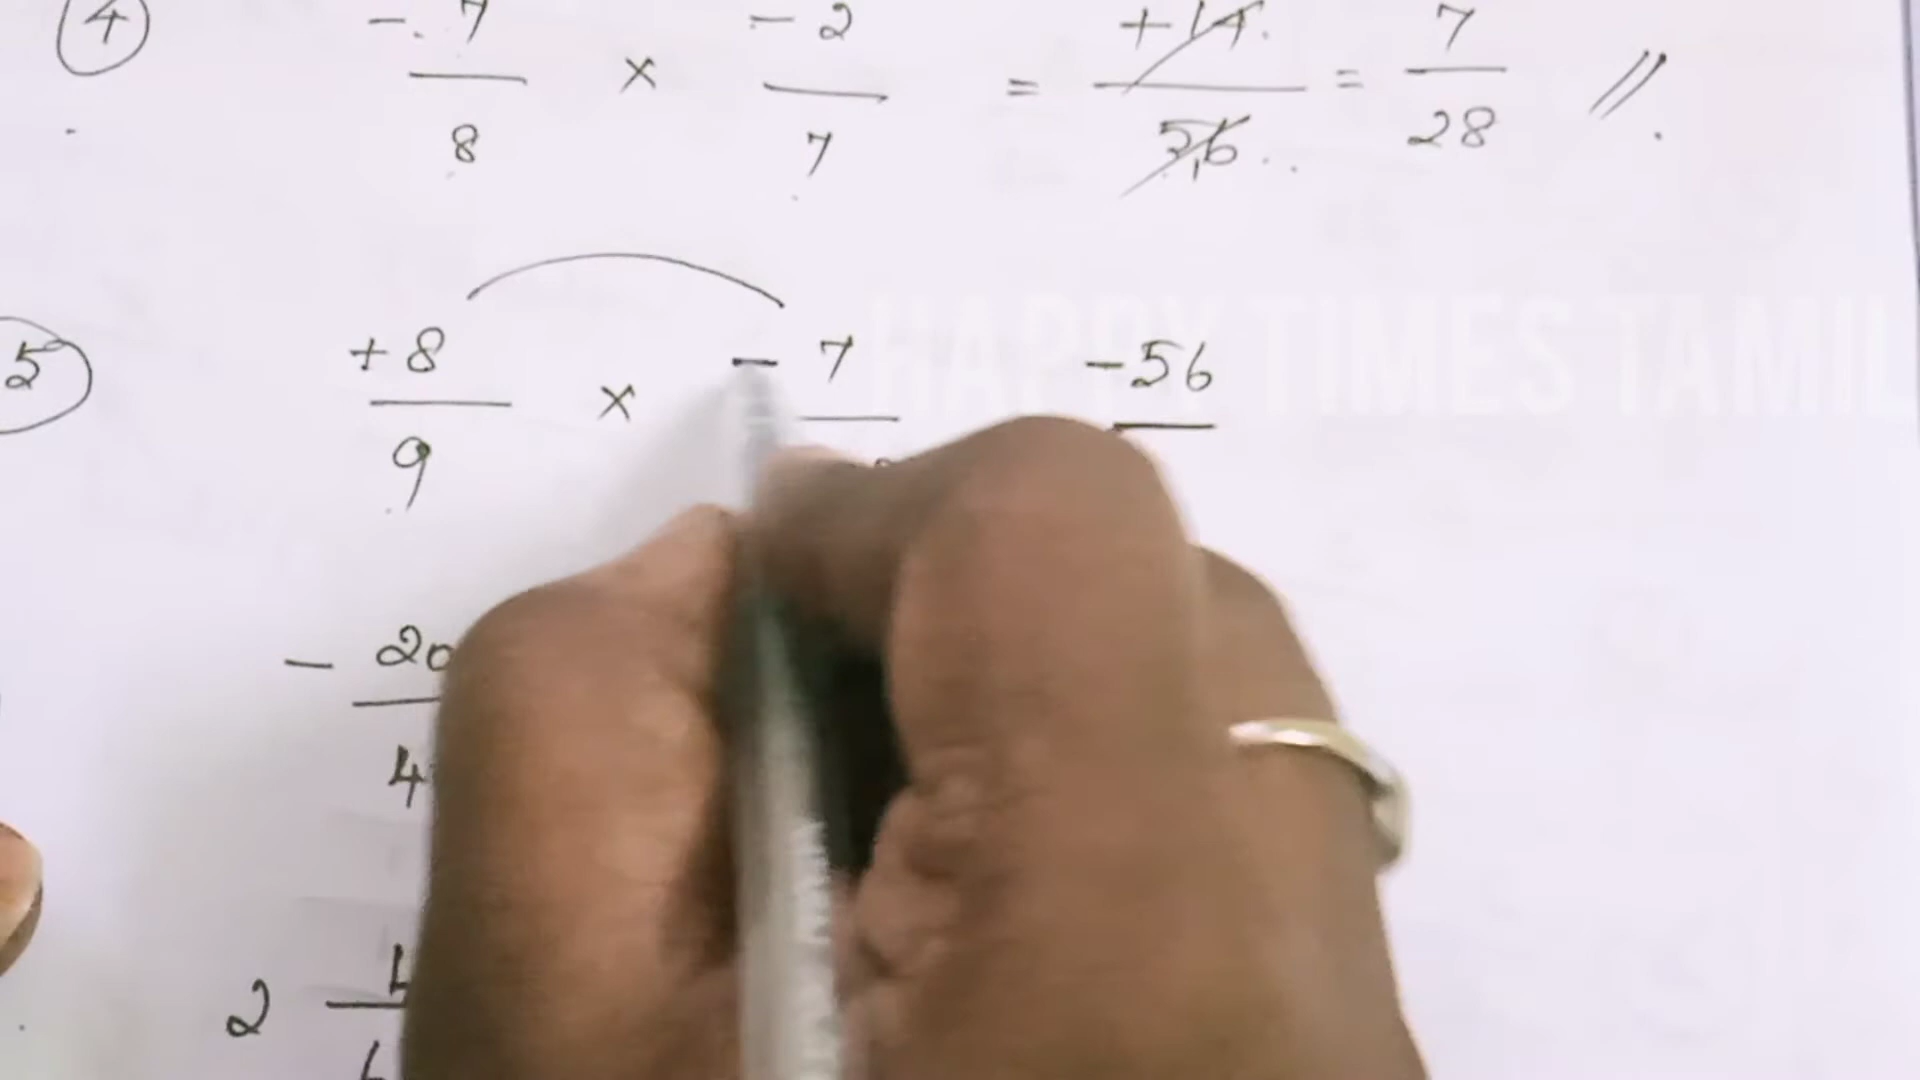 ④ -7/8 × -2/7 = +14/56 = 7/28 //.
HAPPY TIMES TAMIL
⑤ +8/9 × -7 -56
- 20
4
2